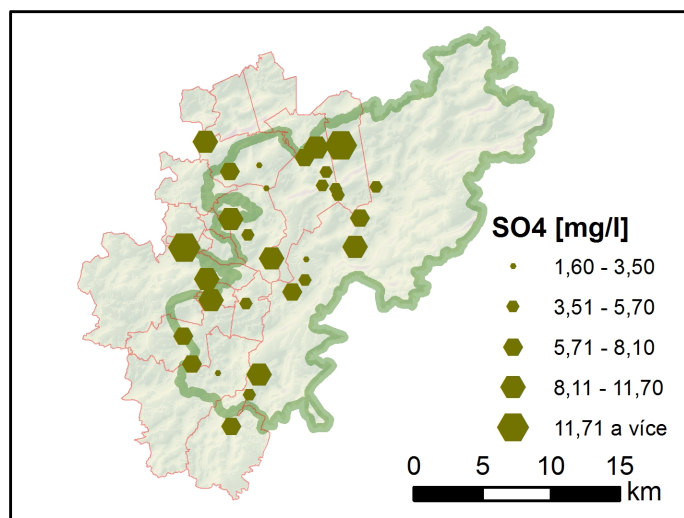 SO4 [mg/l]
1,60 - 3,50
3,51 - 5,70
5,71 - 8,10
8,11 - 11,70
11,71 a více
0 5 10 15
km